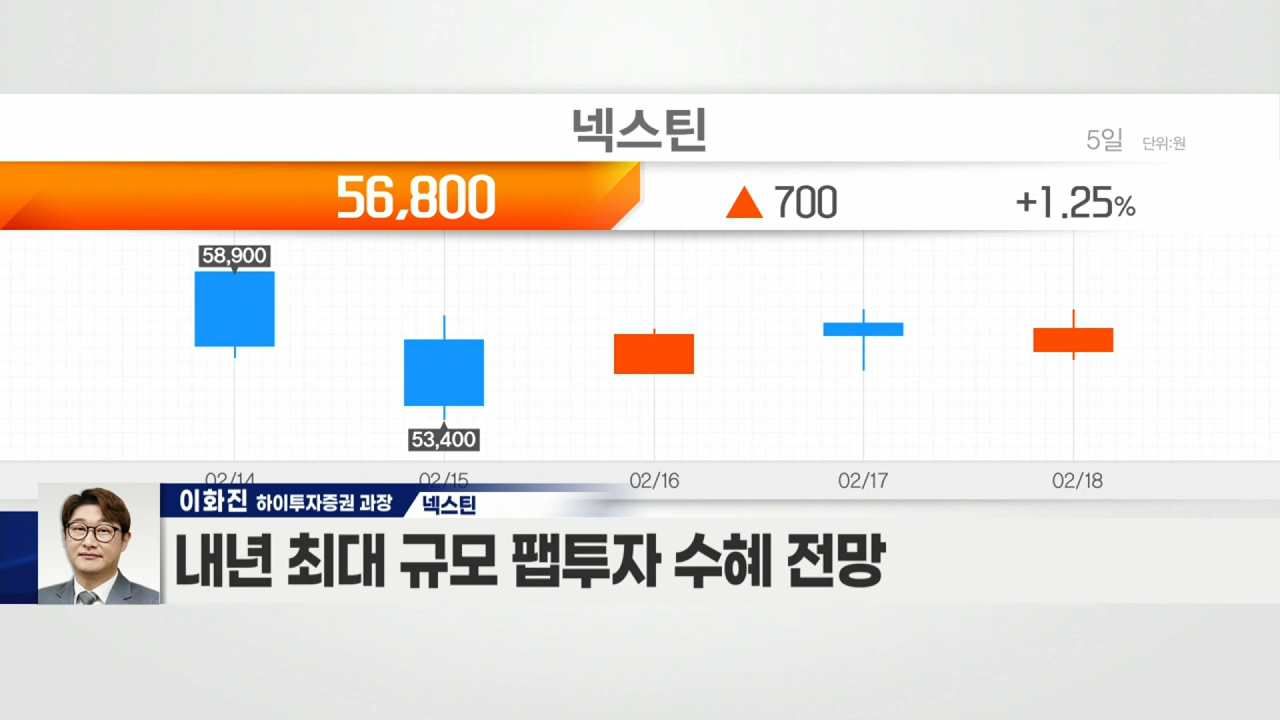 넥스틴
5일 단위:원
56,800 ▲ 700 +1.25%
58,900
53,400
02/14 02/15 02/16 02/17 02/18
이화진 하이투자증권 과장 넥스틴
내년 최대 규모 팹투자 수혜 전망